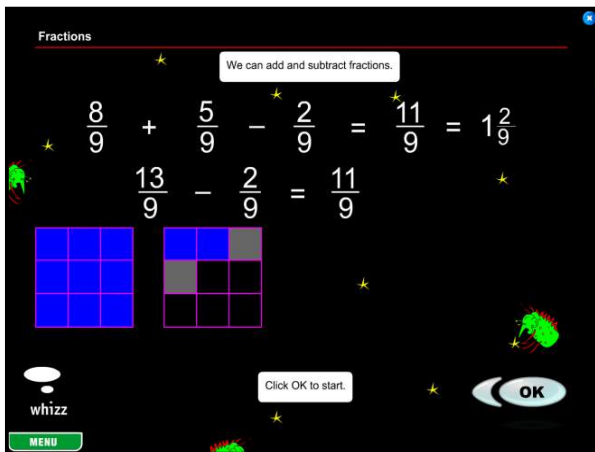 Fractions
We can add and subtract fractions.
8/9 + 5/9 − 2/9 = 11/9 = 1 2/9
13/9 − 2/9 = 11/9
Click OK to start.
OK
whizz
MENU